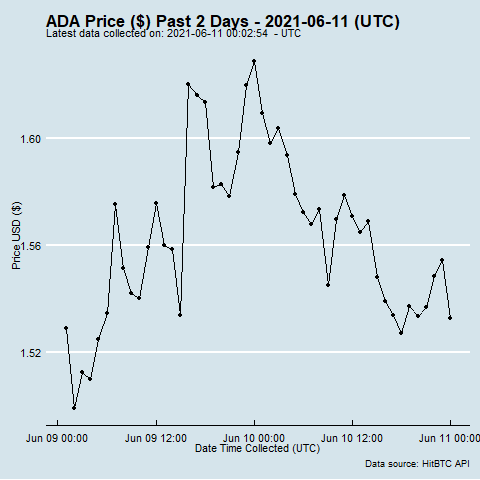 ADA Price ($) Past 2 Days - 2021-06-11 (UTC)
Latest data collected on: 2021-06-11 00:02:54 - UTC
1.60
1.56
1.52
Price USD ($)
Jun 09 00:00 Jun 09 12:00 Jun 10 00:00 Jun 10 12:00 Jun 11 00:00
Date Time Collected (UTC)
Data source: HitBTC API